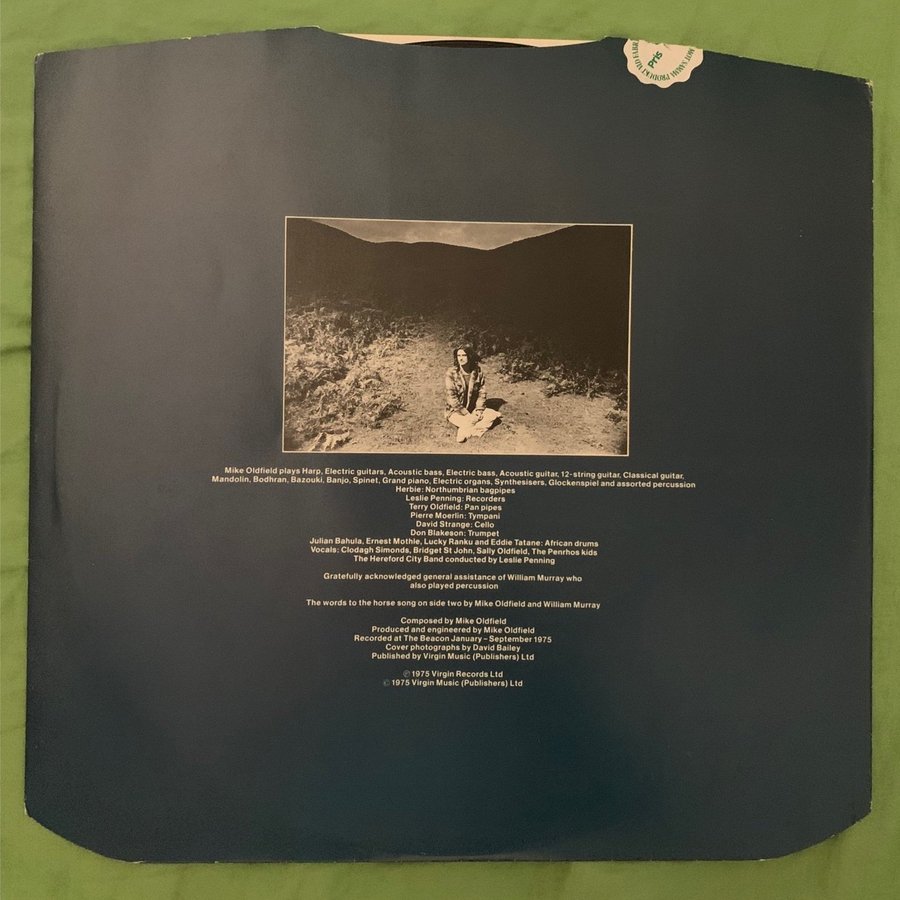 Pris
MOT SAMMA PRODUKT MED FABR
Mike Oldfield plays Harp, Electric guitars, Acoustic bass, Electric bass, Acoustic guitar, 12-string guitar, Classical guitar,
Mandolin, Bodhran, Bazouki, Banjo, Spinet, Grand piano, Electric organs, Synthesisers, Glockenspiel and assorted percussion
Herbie: Northumbrian bagpipes
Leslie Penning: Recorders
Terry Oldfield: Pan pipes
Pierre Moerlin: Tympani
David Strange: Cello
Don Blakeson: Trumpet
Julian Bahula, Ernest Mothle, Lucky Ranku and Eddie Tatane: African drums
Vocals: Clodagh Simonds, Bridget St John, Sally Oldfield, The Penrhos kids
The Hereford City Band conducted by Leslie Penning
Gratefully acknowledged general assistance of William Murray who
also played percussion
The words to the horse song on side two by Mike Oldfield and William Murray
Composed by Mike Oldfield
Produced and engineered by Mike Oldfield
Recorded at The Beacon January – September 1975
Cover photographs by David Bailey
Published by Virgin Music (Publishers) Ltd
℗ 1975 Virgin Records Ltd
© 1975 Virgin Music (Publishers) Ltd